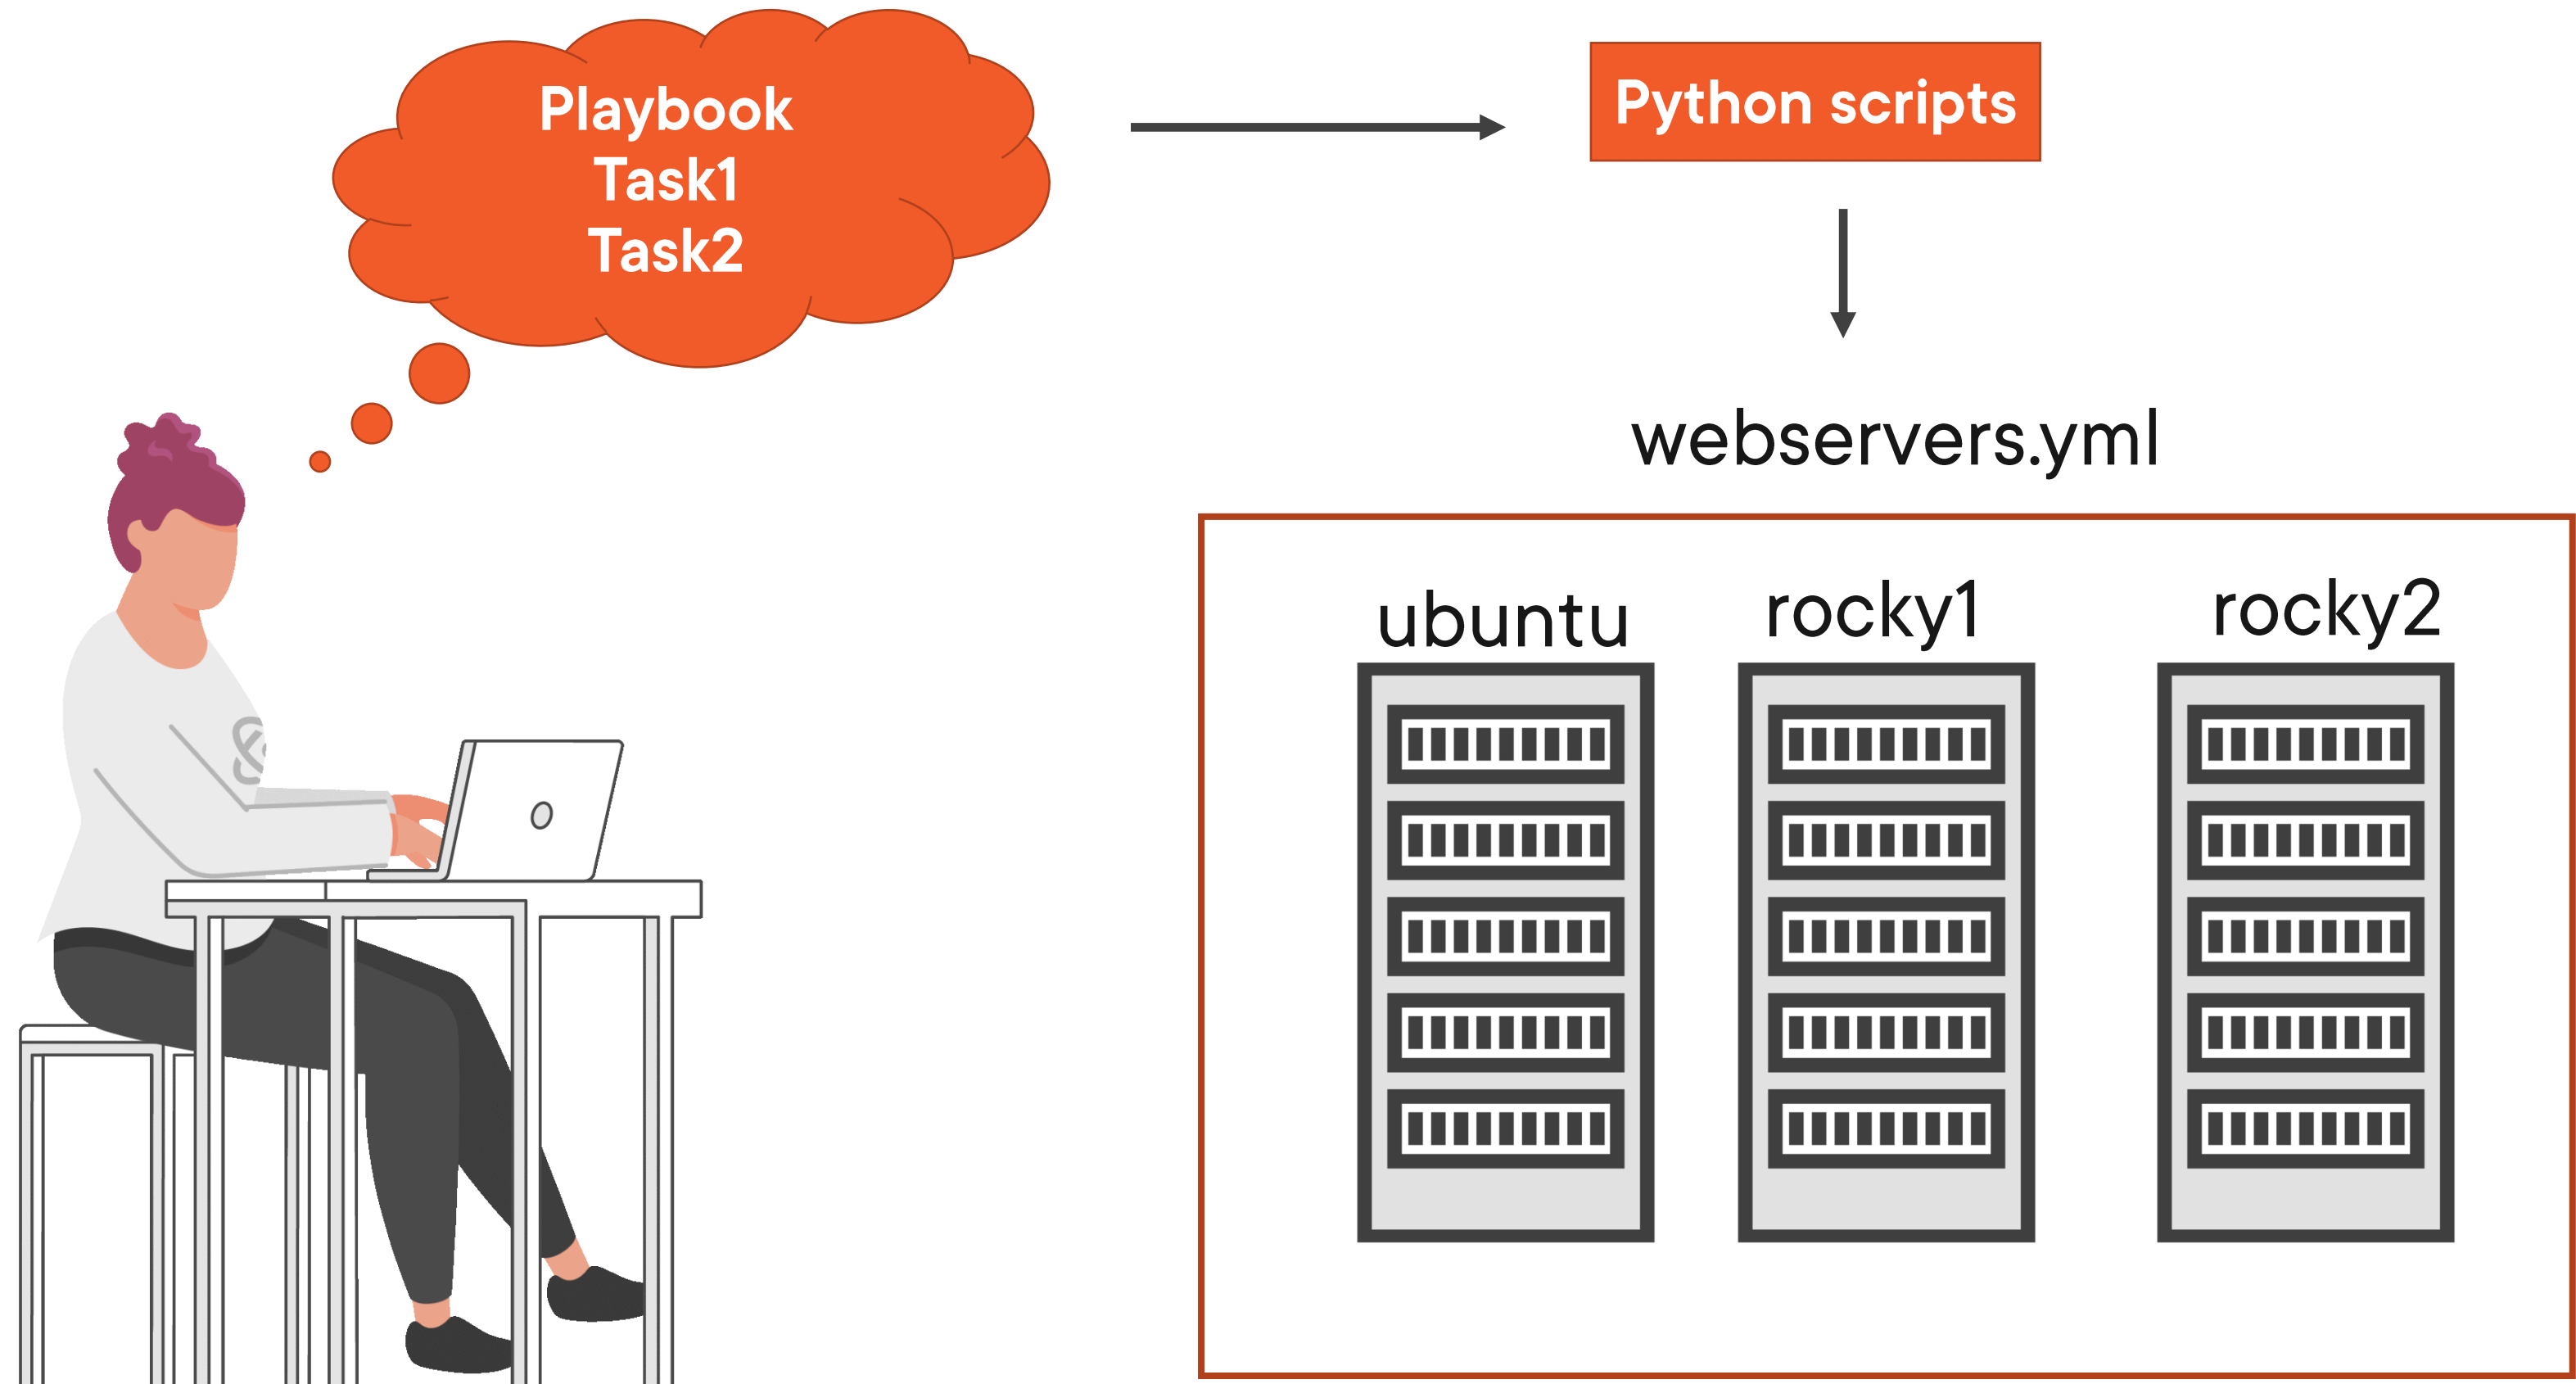 Playbook
Task1
Task2
Python scripts
webservers.yml
ubuntu
rocky1
rocky2
&